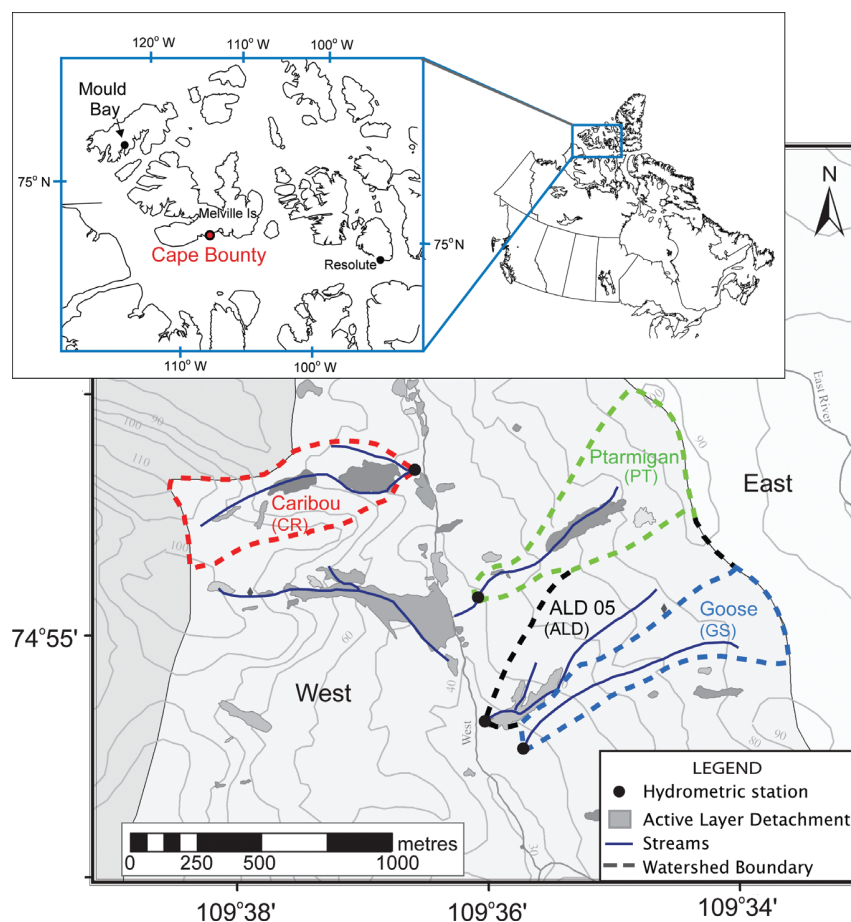 120° W
110° W
100° W
Mould
Bay
75° N
Melville Is.
Cape Bounty
Resolute
75° N
110° W
100° W
N
90
100
110
Caribou
(CR)
100
Ptarmigan
(PT)
90
East River
East
74°55'
ALD 05
(ALD)
Goose
(GS)
60
West
40
West
90
80
30
LEGEND
Hydrometric station
Active Layer Detachment
Streams
Watershed Boundary
metres
0
250
500
1000
109°38'
109°36'
109°34'